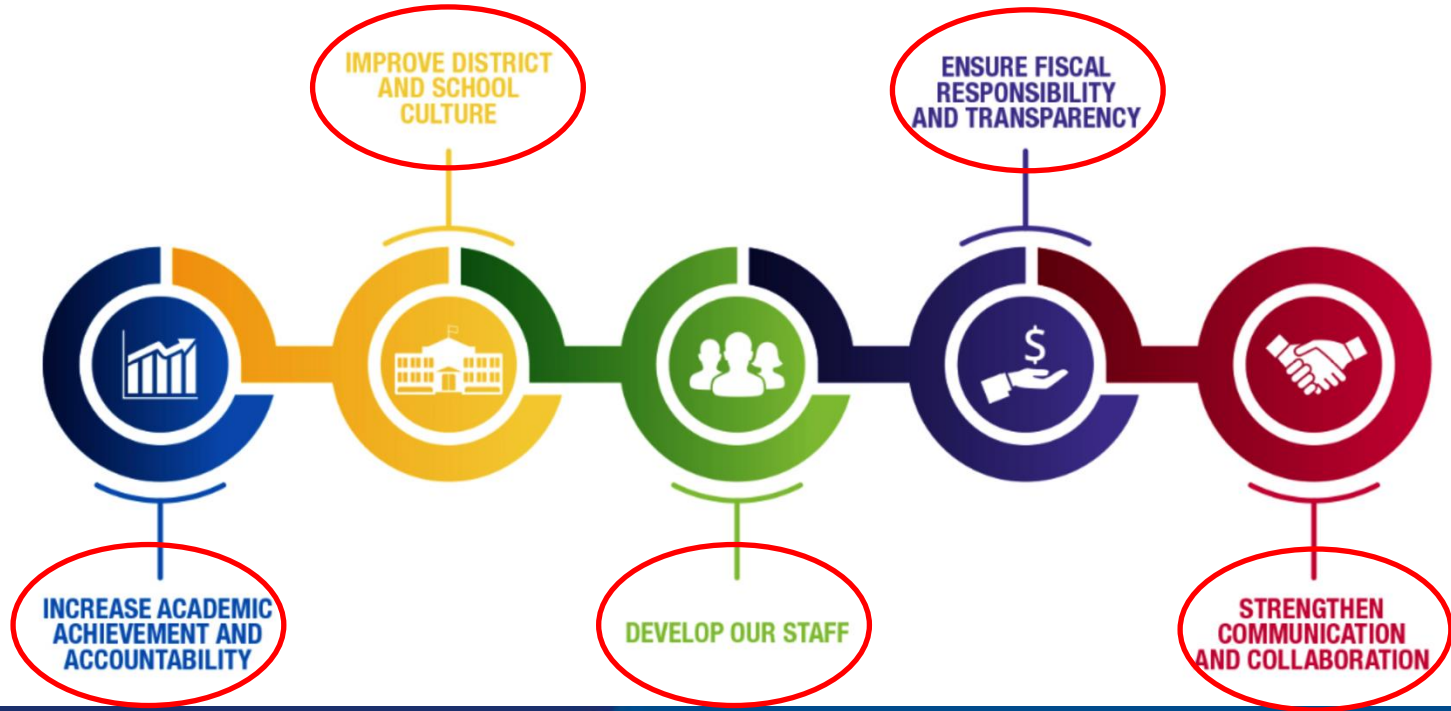 IMPROVE DISTRICT
AND SCHOOL
CULTURE
ENSURE FISCAL
RESPONSIBILITY
AND TRANSPARENCY
$
INCREASE ACADEMIC
ACHIEVEMENT AND
ACCOUNTABILITY
DEVELOP OUR STAFF
STRENGTHEN
COMMUNICATION
AND COLLABORATION